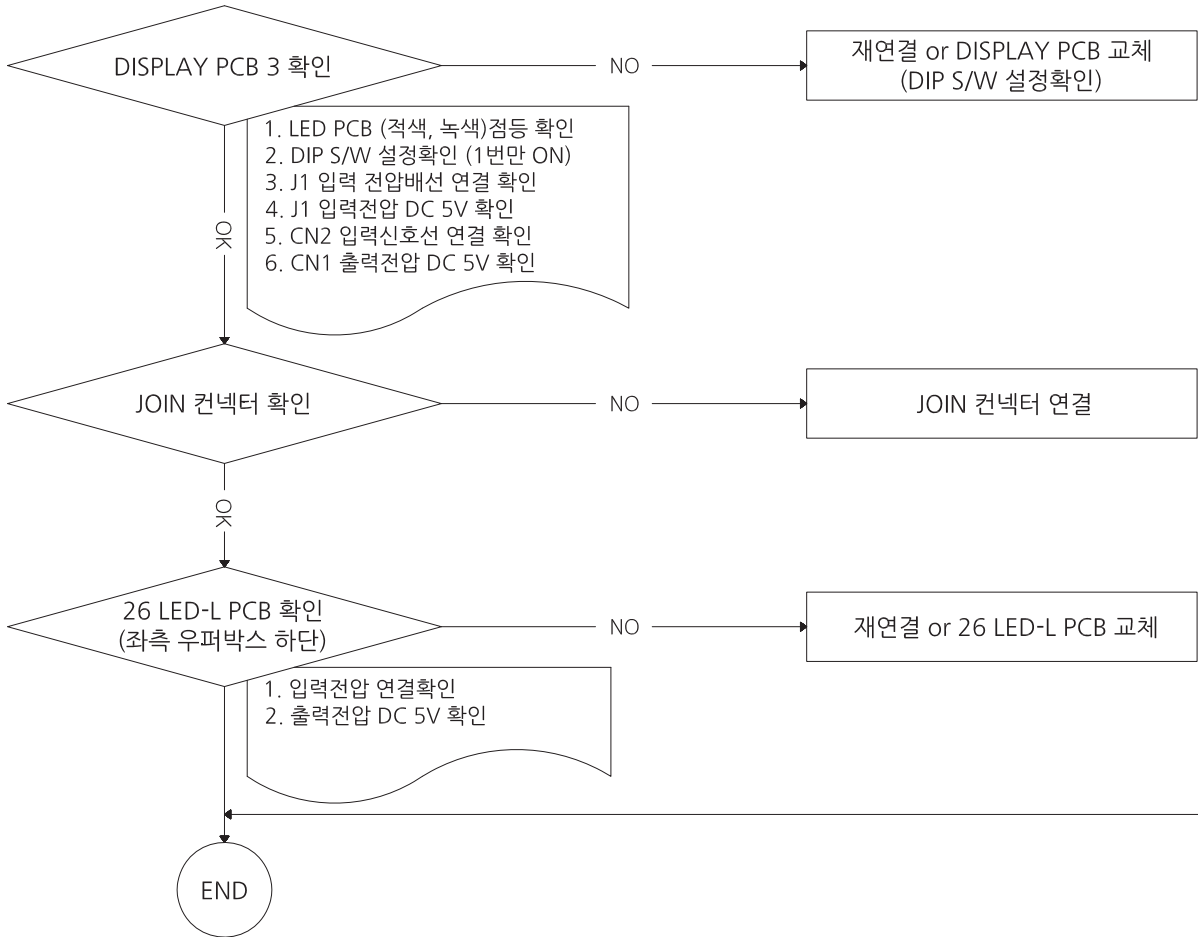 DISPLAY PCB 3 확인
NO
재연결 or DISPLAY PCB 교체
(DIP S/W 설정확인)
1. LED PCB (적색, 녹색)점등 확인
2. DIP S/W 설정확인 (1번만 ON)
3. J1 입력 전압배선 연결 확인
4. J1 입력전압 DC 5V 확인
5. CN2 입력신호선 연결 확인
6. CN1 출력전압 DC 5V 확인
OK
JOIN 컨넥터 확인
NO
JOIN 컨넥터 연결
OK
26 LED-L PCB 확인
(좌측 우퍼박스 하단)
NO
재연결 or 26 LED-L PCB 교체
1. 입력전압 연결확인
2. 출력전압 DC 5V 확인
END